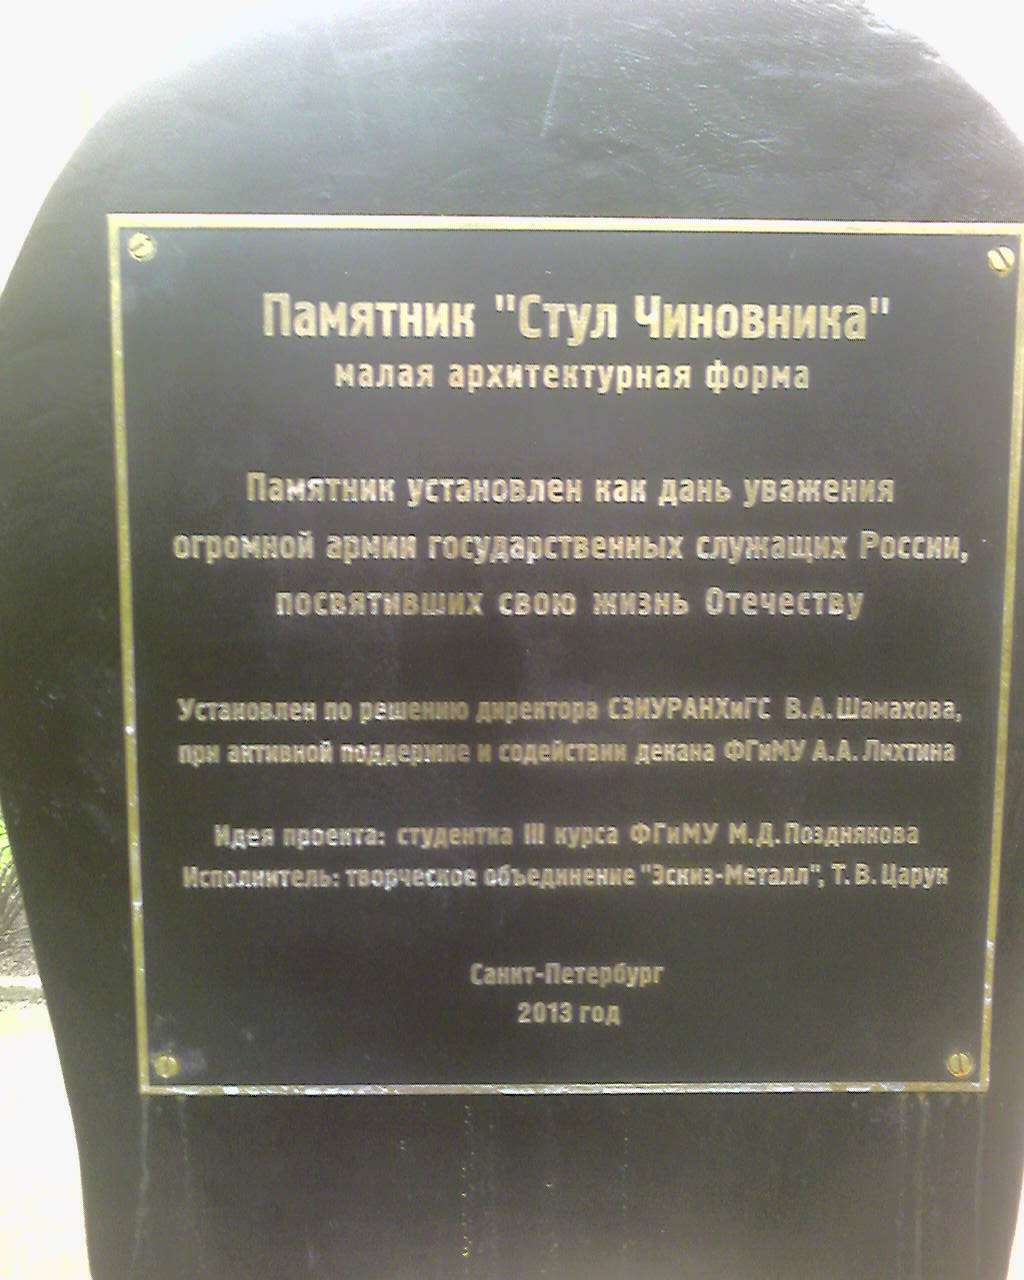 Памятник "Стул Чиновника"
малая архитектурная форма
Памятник установлен как дань уважения
огромной армии государственных служащих России,
посвятивших свою жизнь Отечеству
Установлен по решению директора СЗИУРАНХиГС В.А.Шамахова,
при активной поддержке и содействии декана ФГиМУ А.А.Лихтина
Идея проекта: студентка III курса ФГиМУ М.Д.Позднякова
Исполнитель: творческое объединение "Эскиз-Металл", Т.В.Царук
Санкт-Петербург
2013 год